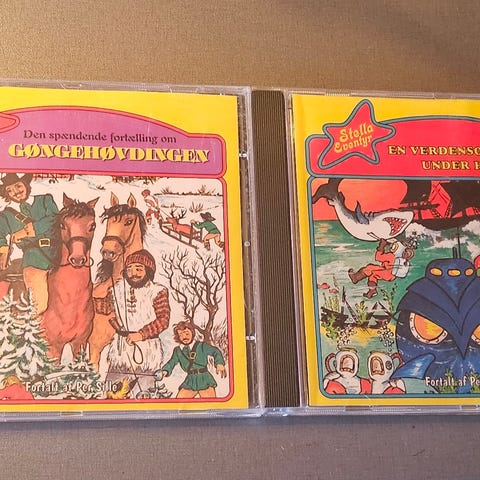 Den spændende fortælling om
GØNGEHØVDINGEN
Fortalt af Per Sille
Stella
Eventyr
EN VERDENSO
UNDER H
Fortalt af Pe